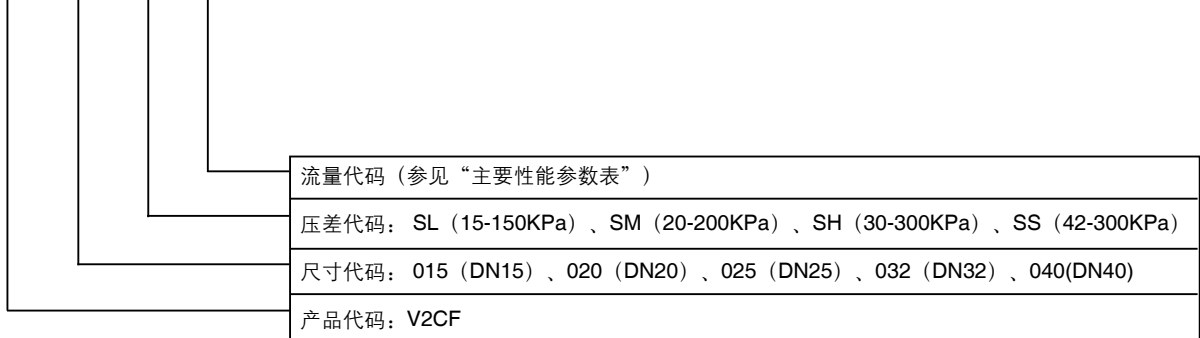 流量代码（参见“主要性能参数表”）
压差代码： SL（15-150KPa）、SM（20-200KPa）、SH（30-300KPa）、SS（42-300KPa）
尺寸代码： 015（DN15）、020（DN20）、025（DN25）、032（DN32）、040(DN40)
产品代码：V2CF